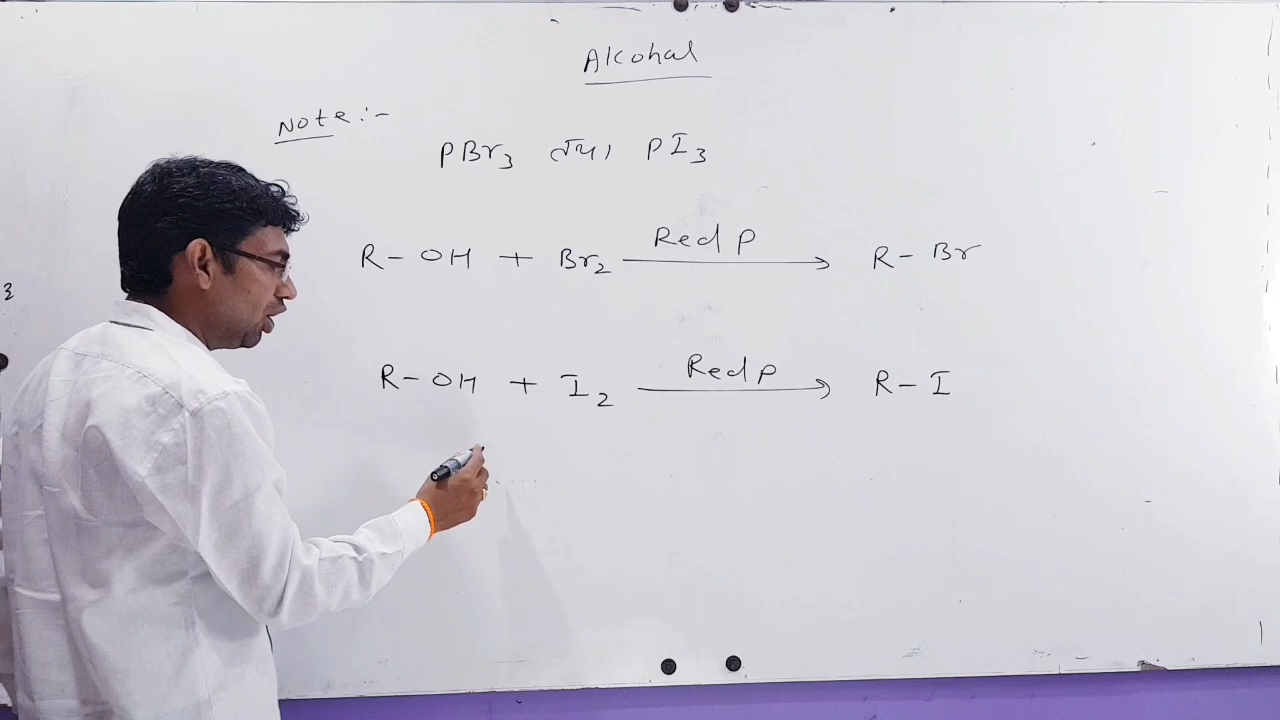 Alcohal
Note :-
PBr3 तथा PI3
R-OH + Br2 Red P → R-Br
R-OH + I2 Red P → R-I